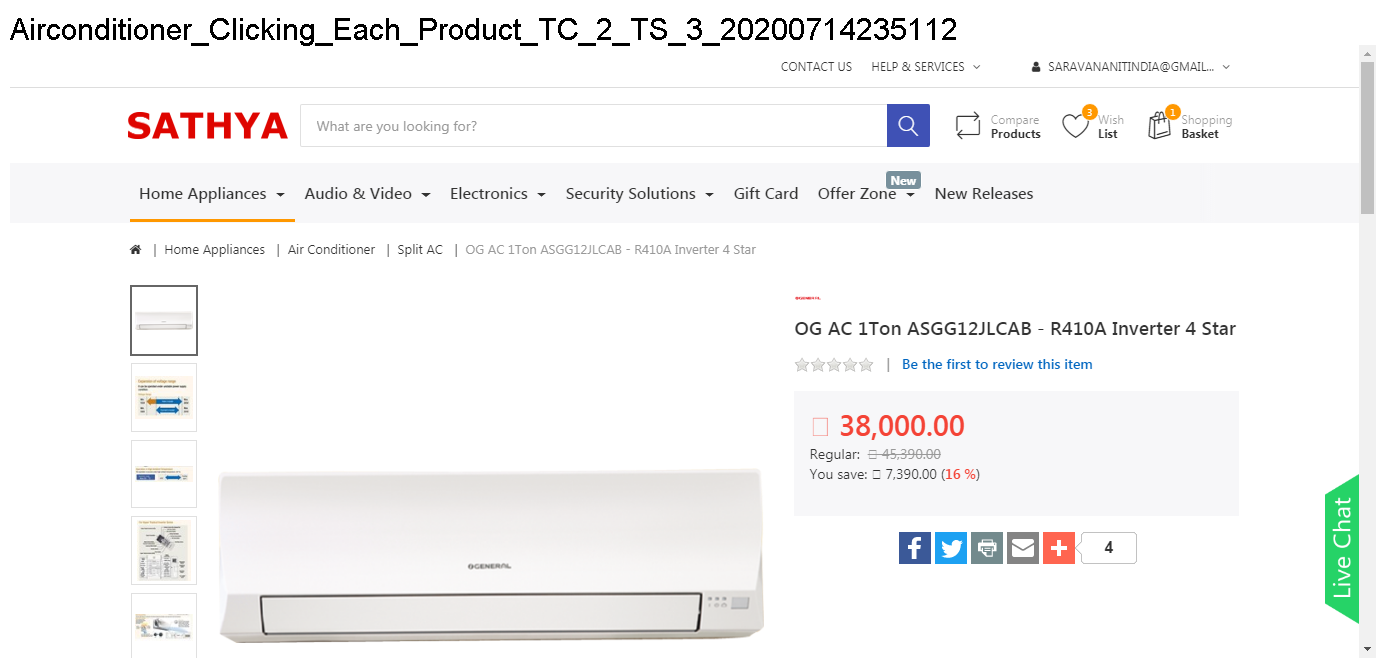 Airconditioner_Clicking_Each_Product_TC_2_TS_3_20200714235112
CONTACT US HELP & SERVICES SARAVANANITINDIA@GMAIL...
SATHYA
What are you looking for?
Compare Products
3
Wish List
1
Shopping Basket
Home Appliances Audio & Video Electronics Security Solutions Gift Card Offer Zone New New Releases
| Home Appliances | Air Conditioner | Split AC | OG AC 1Ton ASGG12JLCAB - R410A Inverter 4 Star
OG AC 1Ton ASGG12JLCAB - R410A Inverter 4 Star
| Be the first to review this item
38,000.00
Regular: 45,390.00
You save: 7,390.00 (16 %)
4
GENERAL
Live Chat